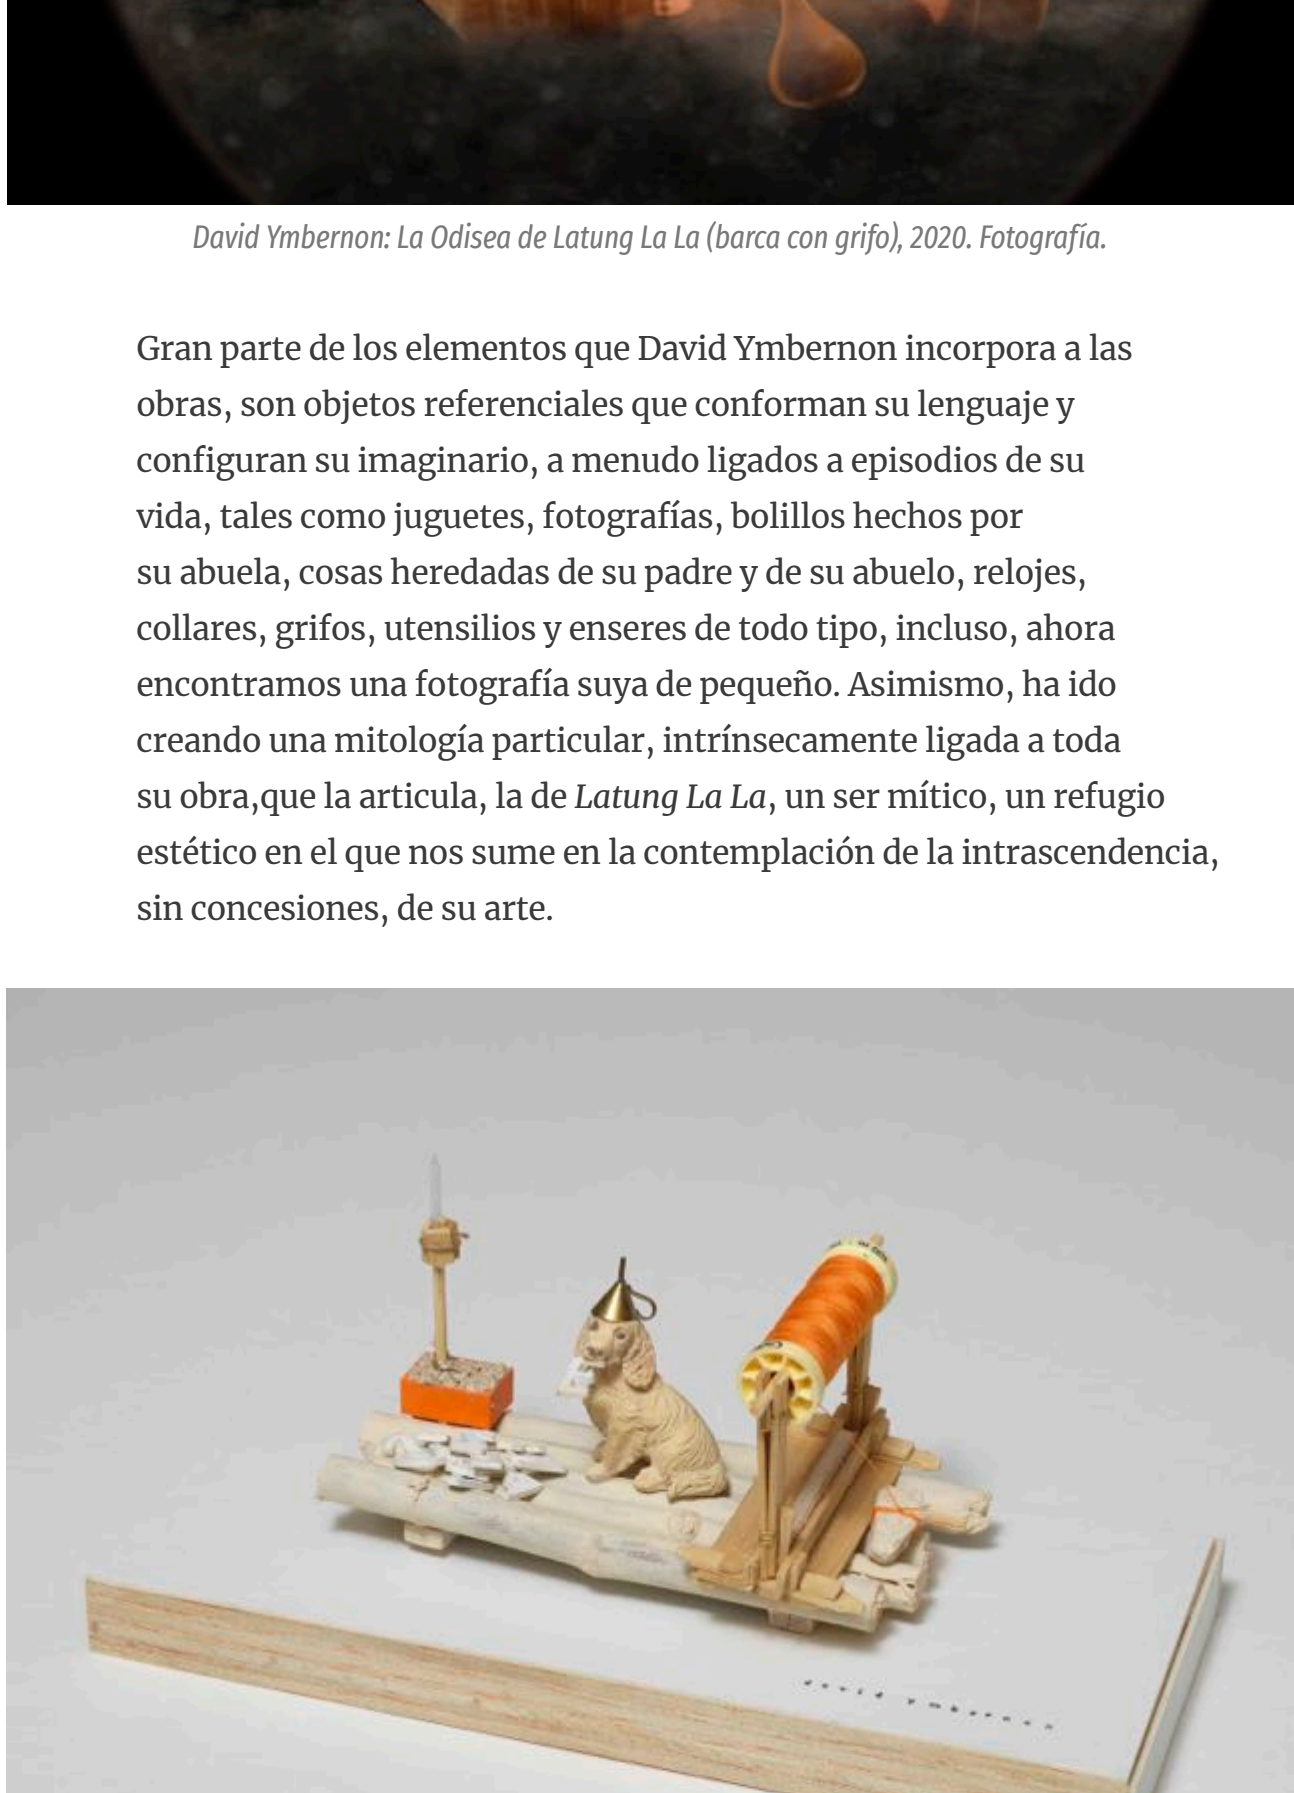 David Ymbernon: La Odisea de Latung La La (barca con grifo), 2020. Fotografía.
Gran parte de los elementos que David Ymbernon incorpora a las
obras, son objetos referenciales que conforman su lenguaje y
configuran su imaginario, a menudo ligados a episodios de su
vida, tales como juguetes, fotografías, bolillos hechos por
su abuela, cosas heredadas de su padre y de su abuelo, relojes,
collares, grifos, utensilios y enseres de todo tipo, incluso, ahora
encontramos una fotografía suya de pequeño. Asimismo, ha ido
creando una mitología particular, intrínsecamente ligada a toda
su obra,que la articula, la de Latung La La, un ser mítico, un refugio
estético en el que nos sume en la contemplación de la intrascendencia,
sin concesiones, de su arte.
david ymbernon